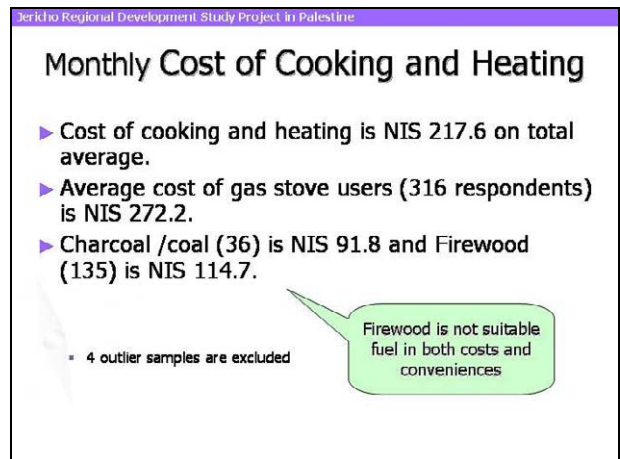 Jericho Regional Development Study Project in Palestine
Monthly Cost of Cooking and Heating
► Cost of cooking and heating is NIS 217.6 on total
average.
► Average cost of gas stove users (316 respondents)
is NIS 272.2.
► Charcoal /coal (36) is NIS 91.8 and Firewood
(135) is NIS 114.7.
Firewood is not suitable
fuel in both costs and
conveniences
▪ 4 outlier samples are excluded